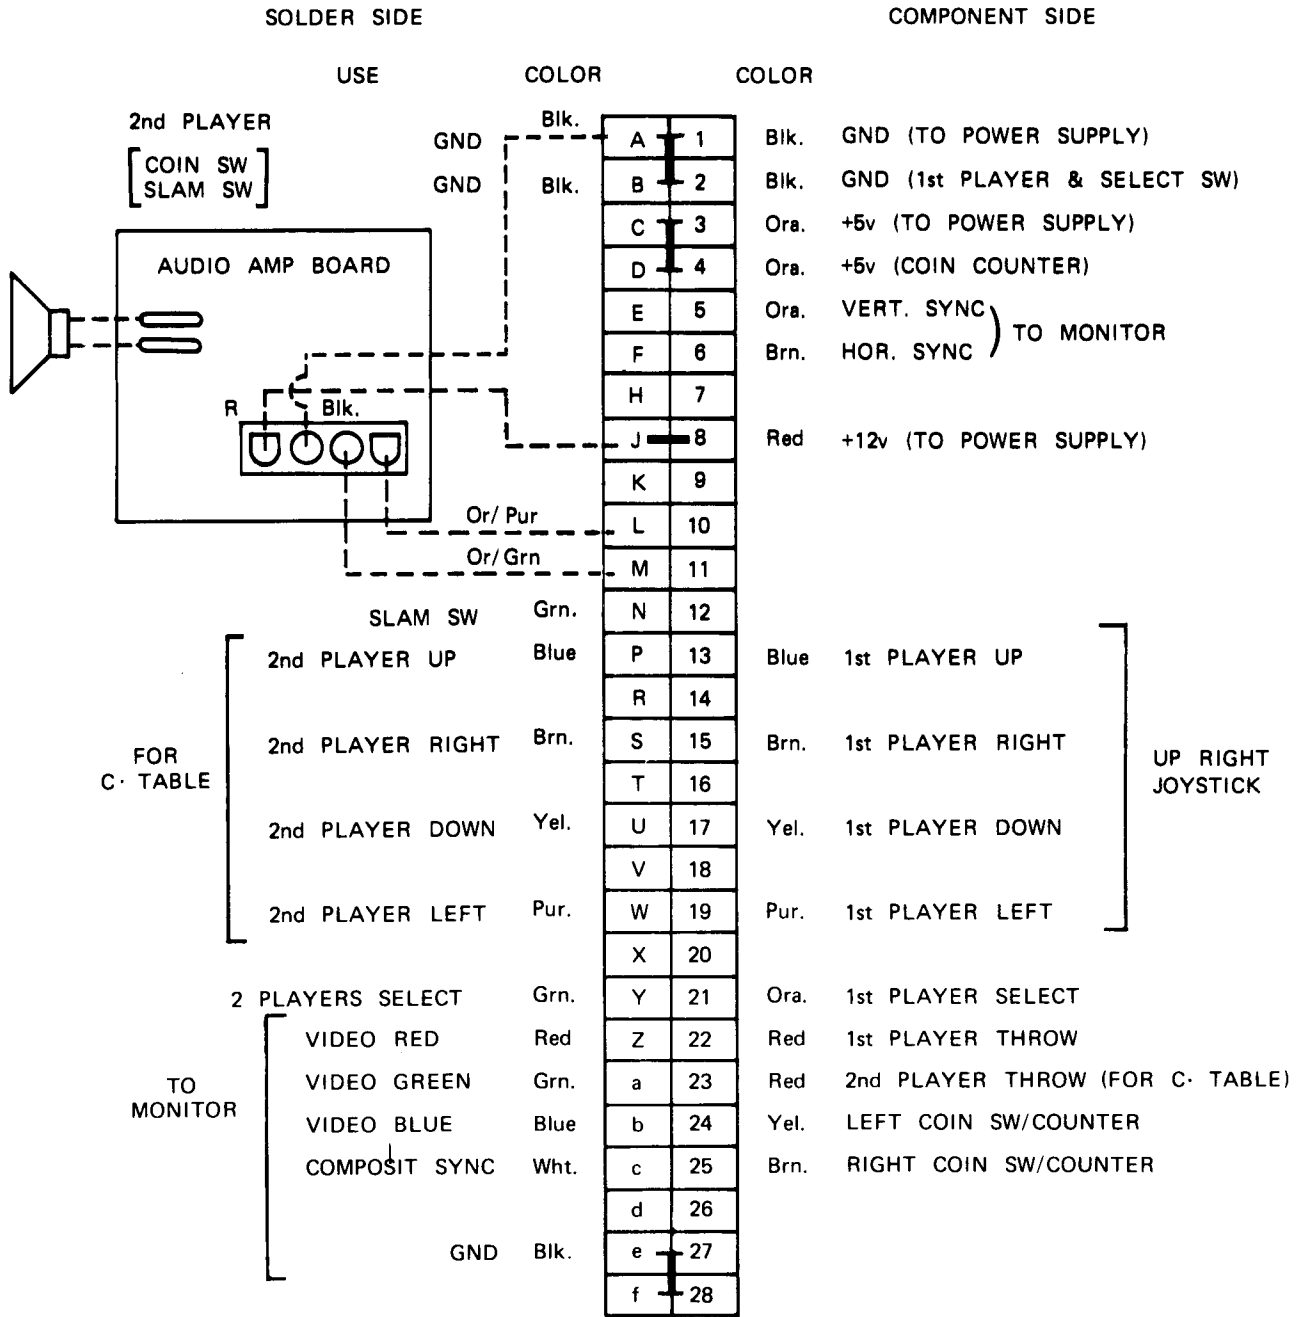 SOLDER SIDE COMPONENT SIDE
USE COLOR COLOR
2nd PLAYER
COIN SW
SLAM SW
GND Blk. A 1 Blk. GND (TO POWER SUPPLY)
GND Blk. B 2 Blk. GND (1st PLAYER & SELECT SW)
C 3 Ora. +5v (TO POWER SUPPLY)
AUDIO AMP BOARD D 4 Ora. +5v (COIN COUNTER)
E 5 Ora. VERT. SYNC
TO MONITOR
F 6 Brn. HOR. SYNC
H 7
R Blk.
J 8 Red +12v (TO POWER SUPPLY)
K 9
Or/Pur L 10
Or/Grn M 11
SLAM SW Grn. N 12
2nd PLAYER UP Blue P 13 Blue 1st PLAYER UP
R 14
2nd PLAYER RIGHT Brn. S 15 Brn. 1st PLAYER RIGHT
FOR
C· TABLE
UP RIGHT
JOYSTICK
T 16
2nd PLAYER DOWN Yel. U 17 Yel. 1st PLAYER DOWN
V 18
2nd PLAYER LEFT Pur. W 19 Pur. 1st PLAYER LEFT
X 20
2 PLAYERS SELECT Grn. Y 21 Ora. 1st PLAYER SELECT
VIDEO RED Red Z 22 Red 1st PLAYER THROW
VIDEO GREEN Grn. a 23 Red 2nd PLAYER THROW (FOR C· TABLE)
TO
MONITOR
VIDEO BLUE Blue b 24 Yel. LEFT COIN SW/COUNTER
COMPOSIT SYNC Wht. c 25 Brn. RIGHT COIN SW/COUNTER
d 26
GND Blk. e 27
f 28